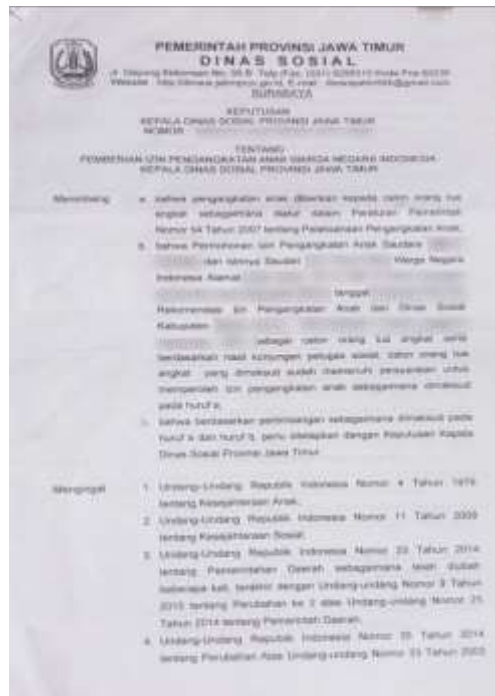 PEMERINTAH PROVINSI JAWA TIMUR
DINAS SOSIAL
SURABAYA
KEPUTUSAN
KEPALA DINAS SOSIAL PROVINSI JAWA TIMUR
NOMOR
TENTANG
PEMBERIAN IZIN PENGANGKATAN ANAK WARGA NEGARA INDONESIA
KEPALA DINAS SOSIAL PROVINSI JAWA TIMUR
Menimbang a. bahwa pengangkatan anak diberikan kepada calon orang tua
angkat sebagaimana diatur dalam Peraturan Pemerintah
Nomor 54 Tahun 2007 tentang Pelaksanaan Pengangkatan Anak;
b. bahwa Permohonan Izin Pengangkatan Anak Saudara
dan istrinya Saudari Warga Negara
Indonesia Alamat
tanggal
Rekomendasi Izin Pengangkatan Anak dari Dinas Sosial
Kabupaten
sebagai calon orang tua angkat serta
berdasarkan hasil kunjungan petugas sosial, calon orang tua
angkat yang dimaksud sudah memenuhi persyaratan untuk
memperoleh izin pengangkatan anak sebagaimana dimaksud
pada huruf a;
c. bahwa berdasarkan pertimbangan sebagaimana dimaksud pada
huruf a dan huruf b, perlu ditetapkan dengan Keputusan Kepala
Dinas Sosial Provinsi Jawa Timur
Mengingat 1. Undang-Undang Republik Indonesia Nomor 4 Tahun 1979
tentang Kesejahteraan Anak;
2. Undang-Undang Republik Indonesia Nomor 11 Tahun 2009
tentang Kesejahteraan Sosial;
3. Undang-Undang Republik Indonesia Nomor 23 Tahun 2014
tentang Pemerintahan Daerah sebagaimana telah diubah
beberapa kali, terakhir dengan Undang-undang Nomor 9 Tahun
2015 tentang Perubahan ke 2 atas Undang-undang Nomor 23
Tahun 2014 tentang Pemerintah Daerah;
4. Undang-Undang Republik Indonesia Nomor 35 Tahun 2014
tentang Perubahan Atas Undang-undang Nomor 23 Tahun 2002